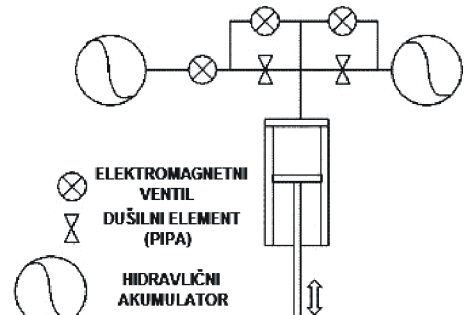 ELEKTROMAGNETNI
VENTIL
DUŠILNI ELEMENT
(PIPA)
HIDRAVLIČNI
AKUMULATOR